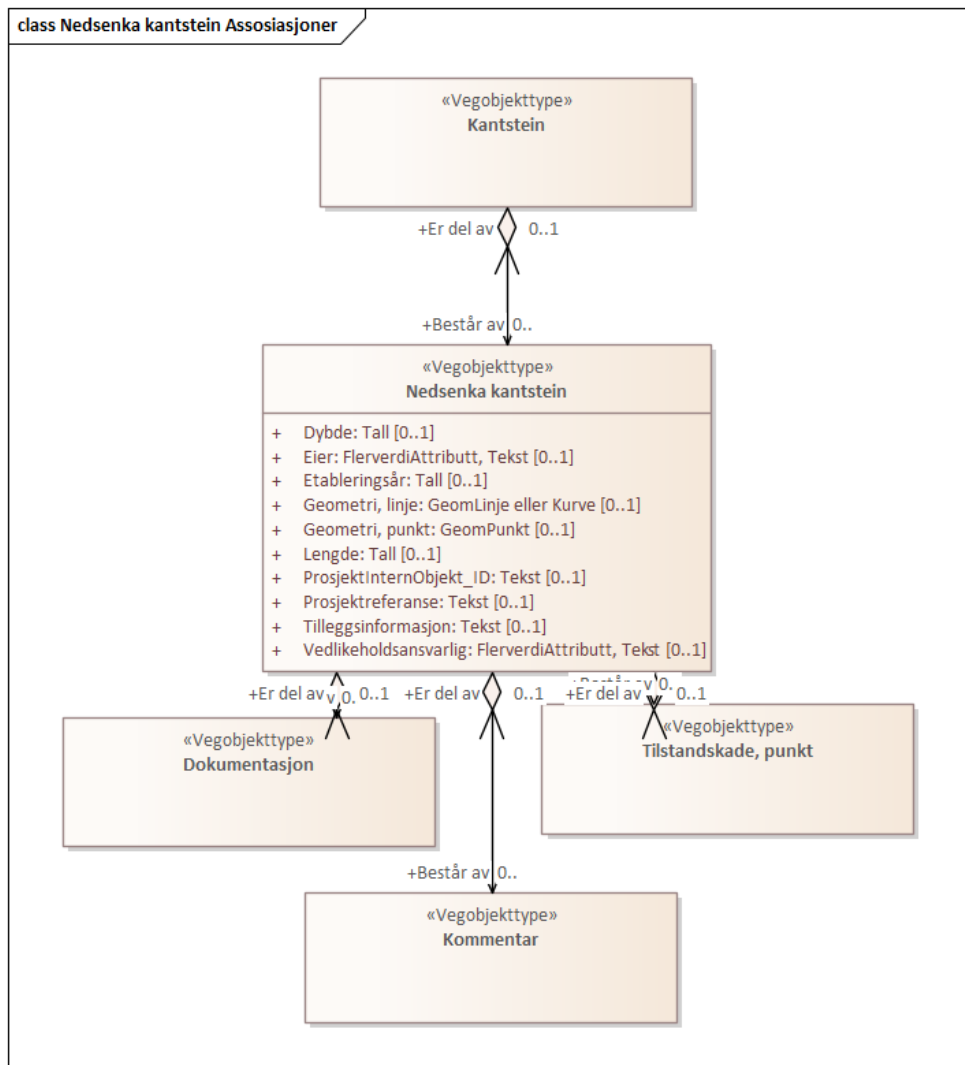 class Nedsenka kantstein Assosiasjoner
«Vegobjekttype»
Kantstein
+Er del av 0..1
+Består av 0..
«Vegobjekttype»
Nedsenka kantstein
+ Dybde: Tall [0..1]
+ Eier: FlerverdiAttributt, Tekst [0..1]
+ Etableringsår: Tall [0..1]
+ Geometri, linje: GeomLinje eller Kurve [0..1]
+ Geometri, punkt: GeomPunkt [0..1]
+ Lengde: Tall [0..1]
+ ProsjektInternObjekt_ID: Tekst [0..1]
+ Prosjektreferanse: Tekst [0..1]
+ Tilleggsinformasjon: Tekst [0..1]
+ Vedlikeholdsansvarlig: FlerverdiAttributt, Tekst [0..1]
+Er del av v 0. 0..1
+Er del av 0..1
+Består av 0.
+Er del av 0..1
«Vegobjekttype»
Dokumentasjon
«Vegobjekttype»
Tilstandskade, punkt
+Består av 0..
«Vegobjekttype»
Kommentar